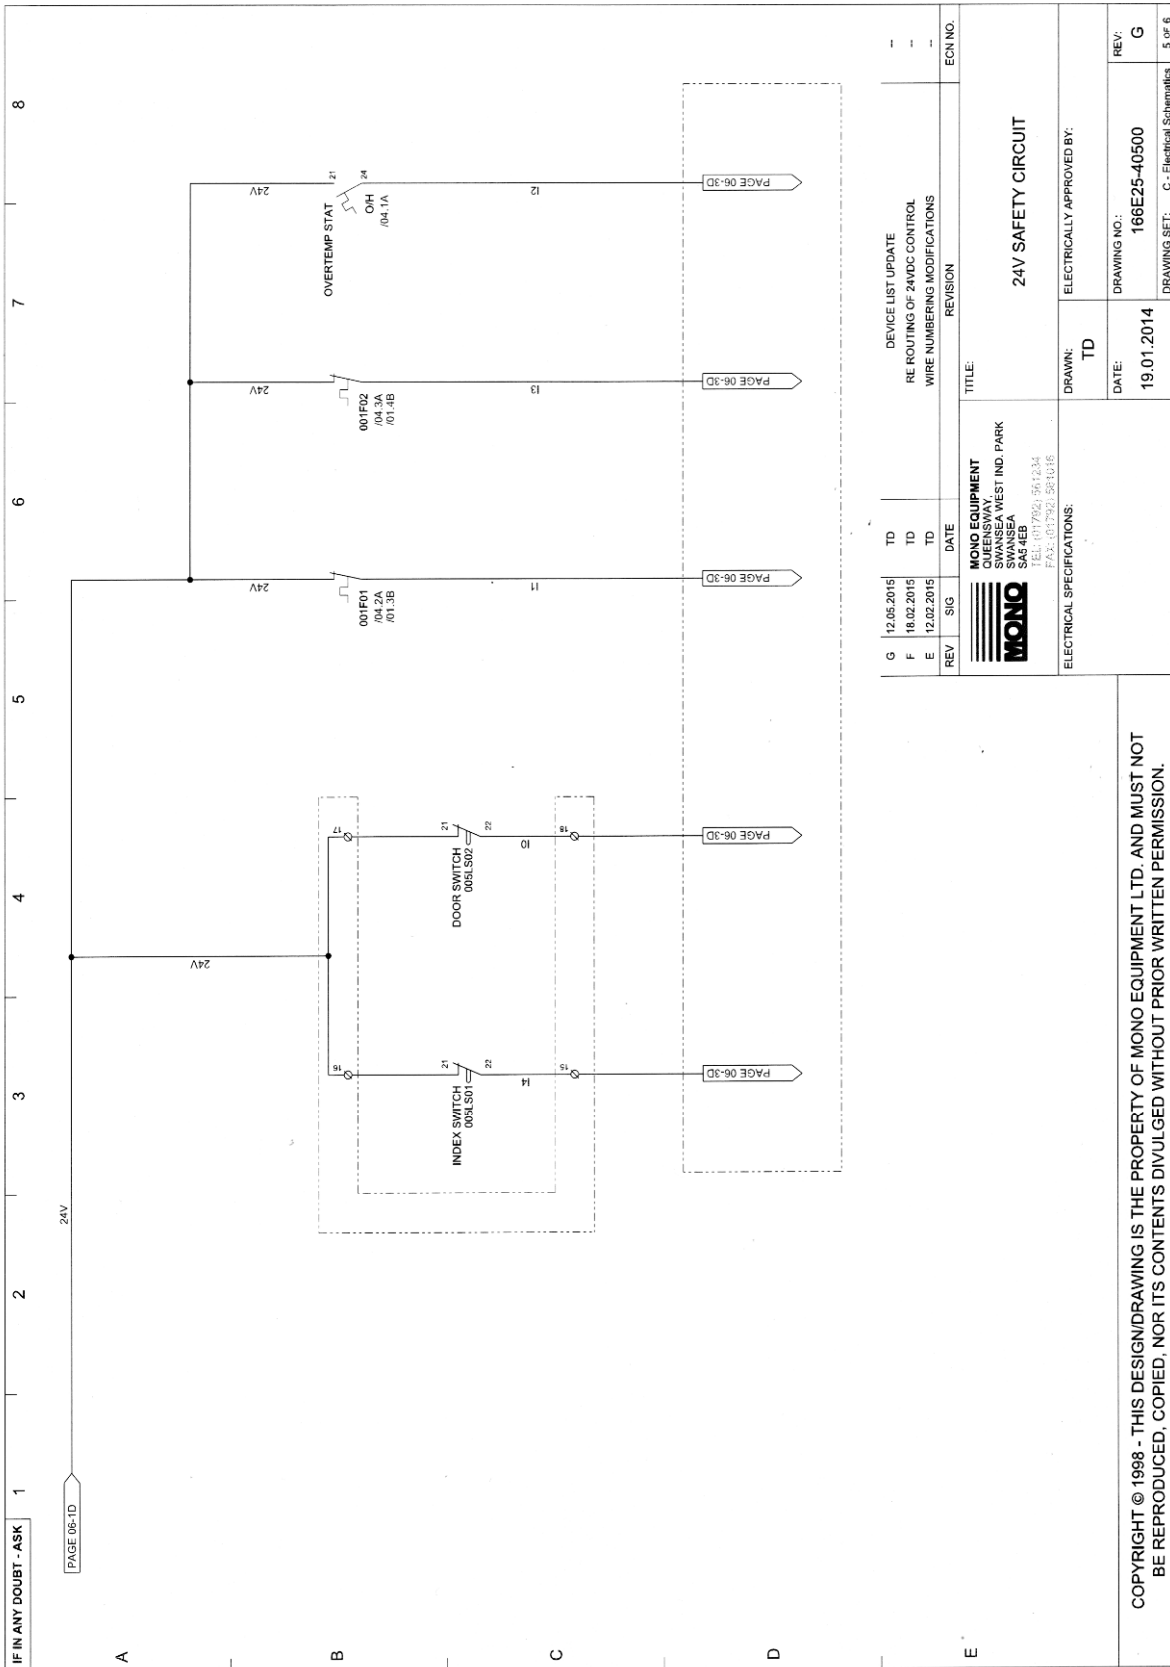 IF IN ANY DOUBT - ASK
1
2
3
4
5
6
7
8
A
B
C
D
E
PAGE 06-1D
24V
24V
24V
24V
24V
16
17
INDEX SWITCH
005LS01
21
22
I4
15
DOOR SWITCH
005LS02
21
22
I0
18
001F01
/04.2A
/01.3B
I1
001F02
/04.3A
/01.4B
I3
OVERTEMP STAT
21
24
O/H
/04.1A
I2
PAGE 06-3D
PAGE 06-3D
PAGE 06-3D
PAGE 06-3D
PAGE 06-3D
G 12.05.2015 TD DEVICE LIST UPDATE --
F 18.02.2015 TD RE ROUTING OF 24VDC CONTROL --
E 12.02.2015 TD WIRE NUMBERING MODIFICATIONS --
REV SIG DATE REVISION ECN NO.
MONO
MONO EQUIPMENT
QUEENSWAY,
SWANSEA WEST IND. PARK
SWANSEA
SA5 4EB
TEL: (01792) 561234
FAX: (01792) 561016
TITLE:
24V SAFETY CIRCUIT
ELECTRICAL SPECIFICATIONS:
DRAWN:
TD
ELECTRICALLY APPROVED BY:
DATE:
19.01.2014
DRAWING NO.:
166E25-40500
REV:
G
DRAWING SET: C - Electrical Schematics 5 OF 6
COPYRIGHT © 1998 - THIS DESIGN/DRAWING IS THE PROPERTY OF MONO EQUIPMENT LTD. AND MUST NOT
BE REPRODUCED, COPIED, NOR ITS CONTENTS DIVULGED WITHOUT PRIOR WRITTEN PERMISSION.